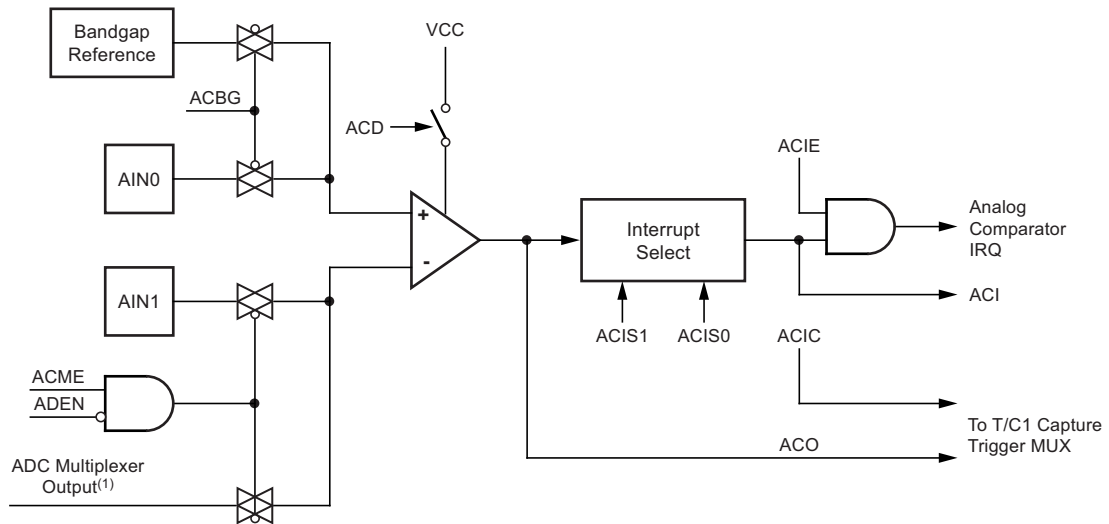 Bandgap
Reference
VCC
ACBG
ACD
ACIE
AIN0
+
Interrupt
Select
Analog
Comparator
IRQ
-
AIN1
ACI
ACIS1
ACIS0
ACIC
ACME
ADEN
To T/C1 Capture
Trigger MUX
ACO
ADC Multiplexer
Output(1)